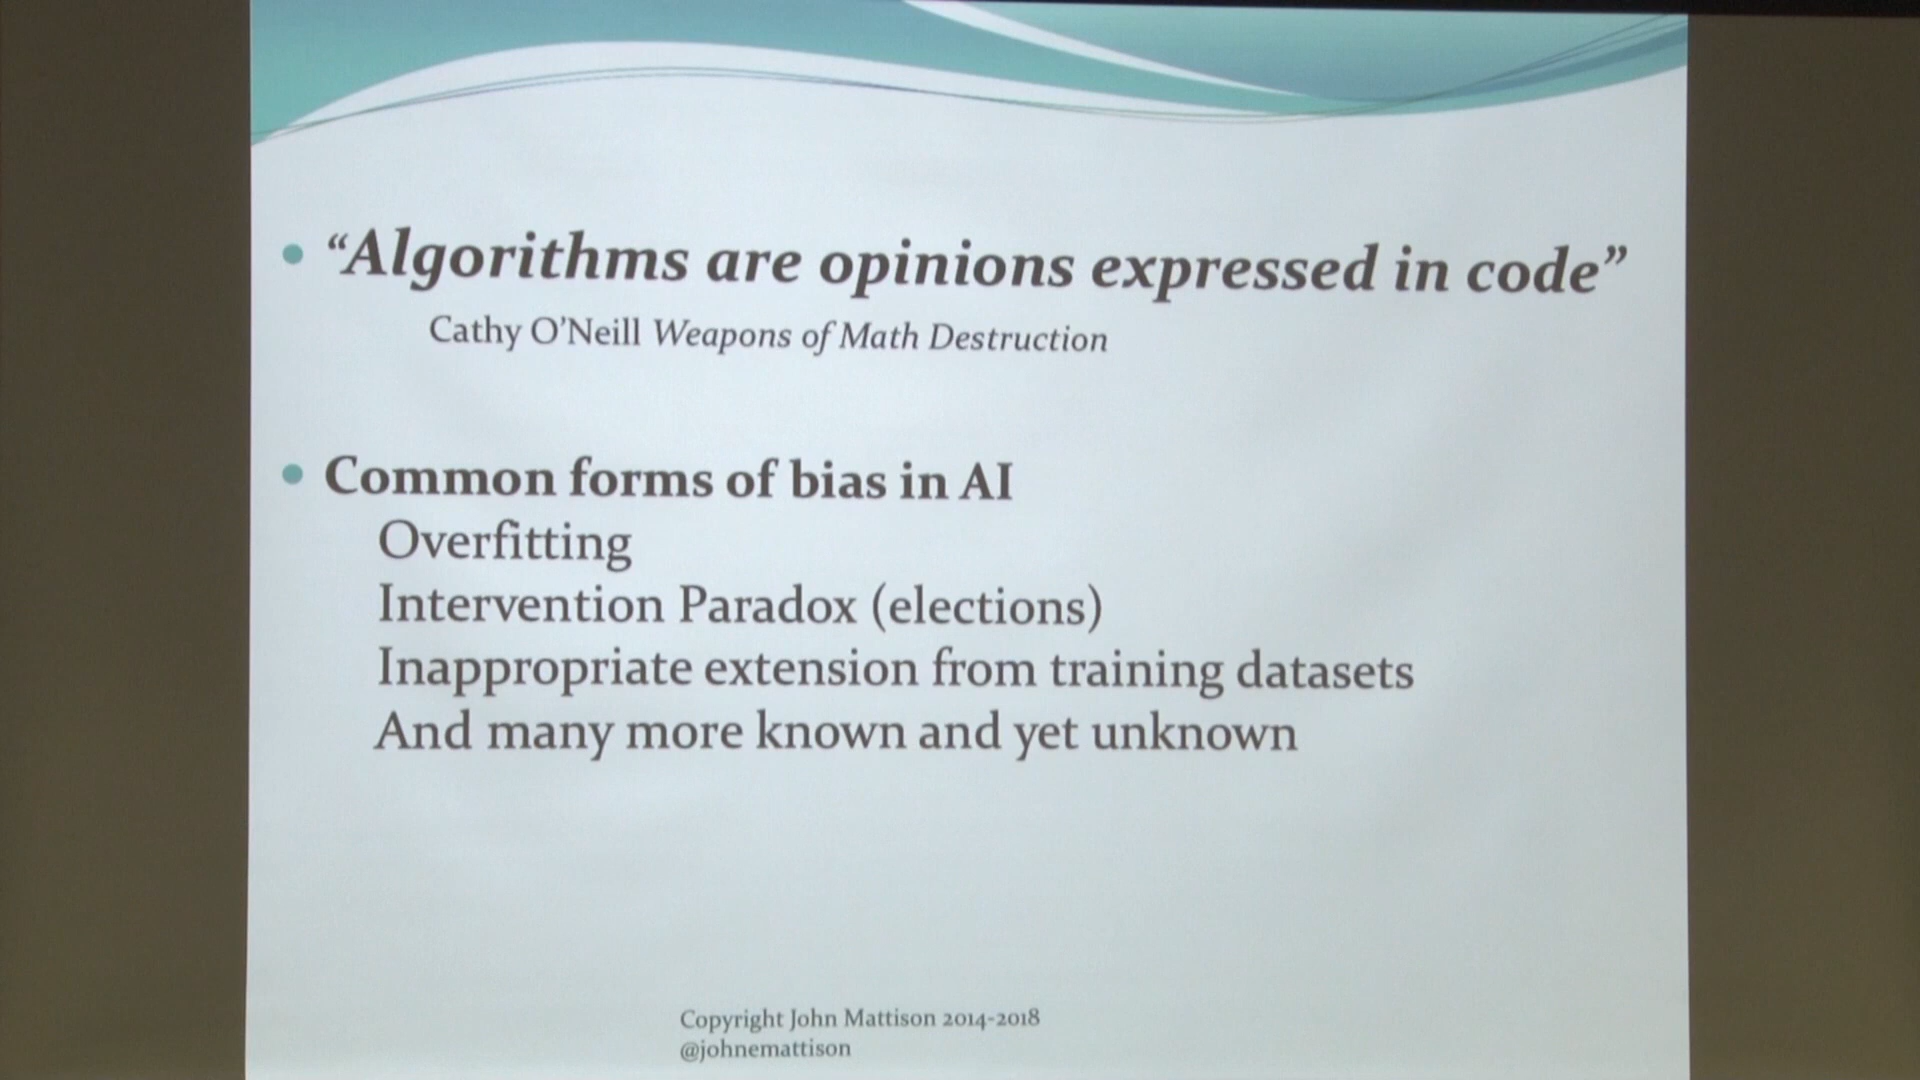 • “Algorithms are opinions expressed in code”
Cathy O’Neill Weapons of Math Destruction
• Common forms of bias in AI
Overfitting
Intervention Paradox (elections)
Inappropriate extension from training datasets
And many more known and yet unknown
Copyright John Mattison 2014-2018
@johnemattison